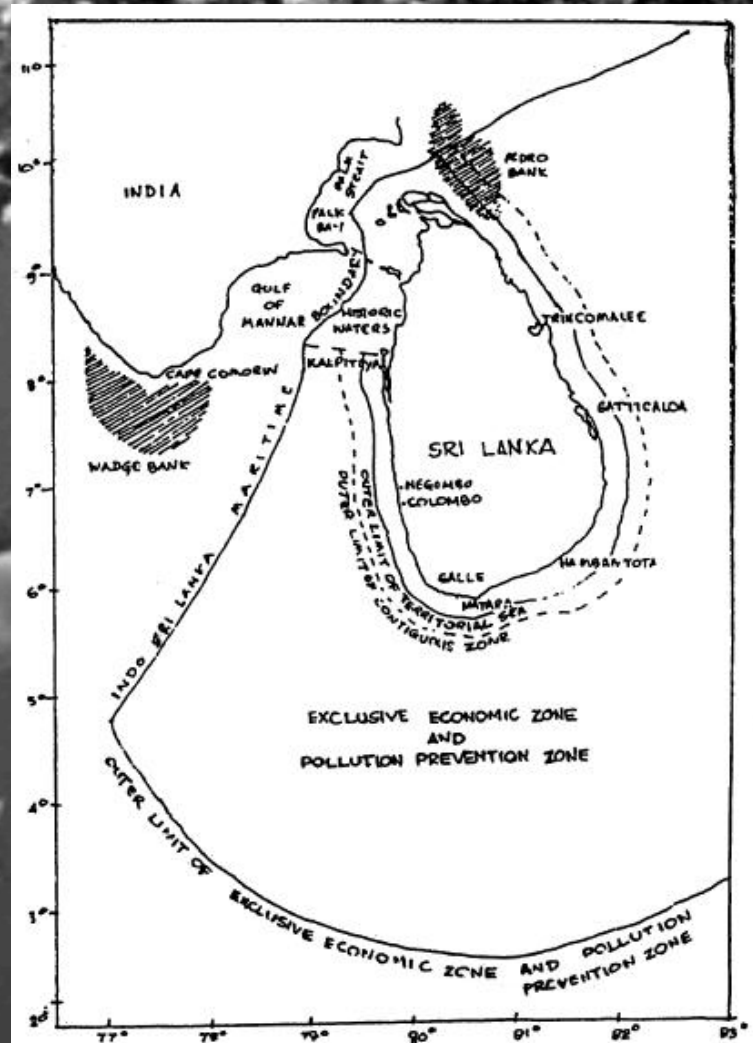 11°
10°
9°
8°
7°
6°
5°
4°
3°
2°
INDIA
PALK
STRAIT
PALK
BAY
PEDRO
BANK
GULF
OF
MANNAR
HISTORIC
WATERS
KALPITIYA
CAPE COMORIN
WADGE BANK
TRINCOMALEE
BATTICALOA
SRI LANKA
NEGOMBO
COLOMBO
GALLE
MATARA
HAMBANTOTA
OUTER LIMIT OF TERRITORIAL SEA
OUTER LIMIT OF CONTIGUOUS ZONE
INDO SRI LANKA MARITIME BOUNDARY
EXCLUSIVE ECONOMIC ZONE
AND
POLLUTION PREVENTION ZONE
OUTER LIMIT OF EXCLUSIVE ECONOMIC ZONE AND POLLUTION
PREVENTION ZONE
77° 78° 79° 80° 81° 82° 83°